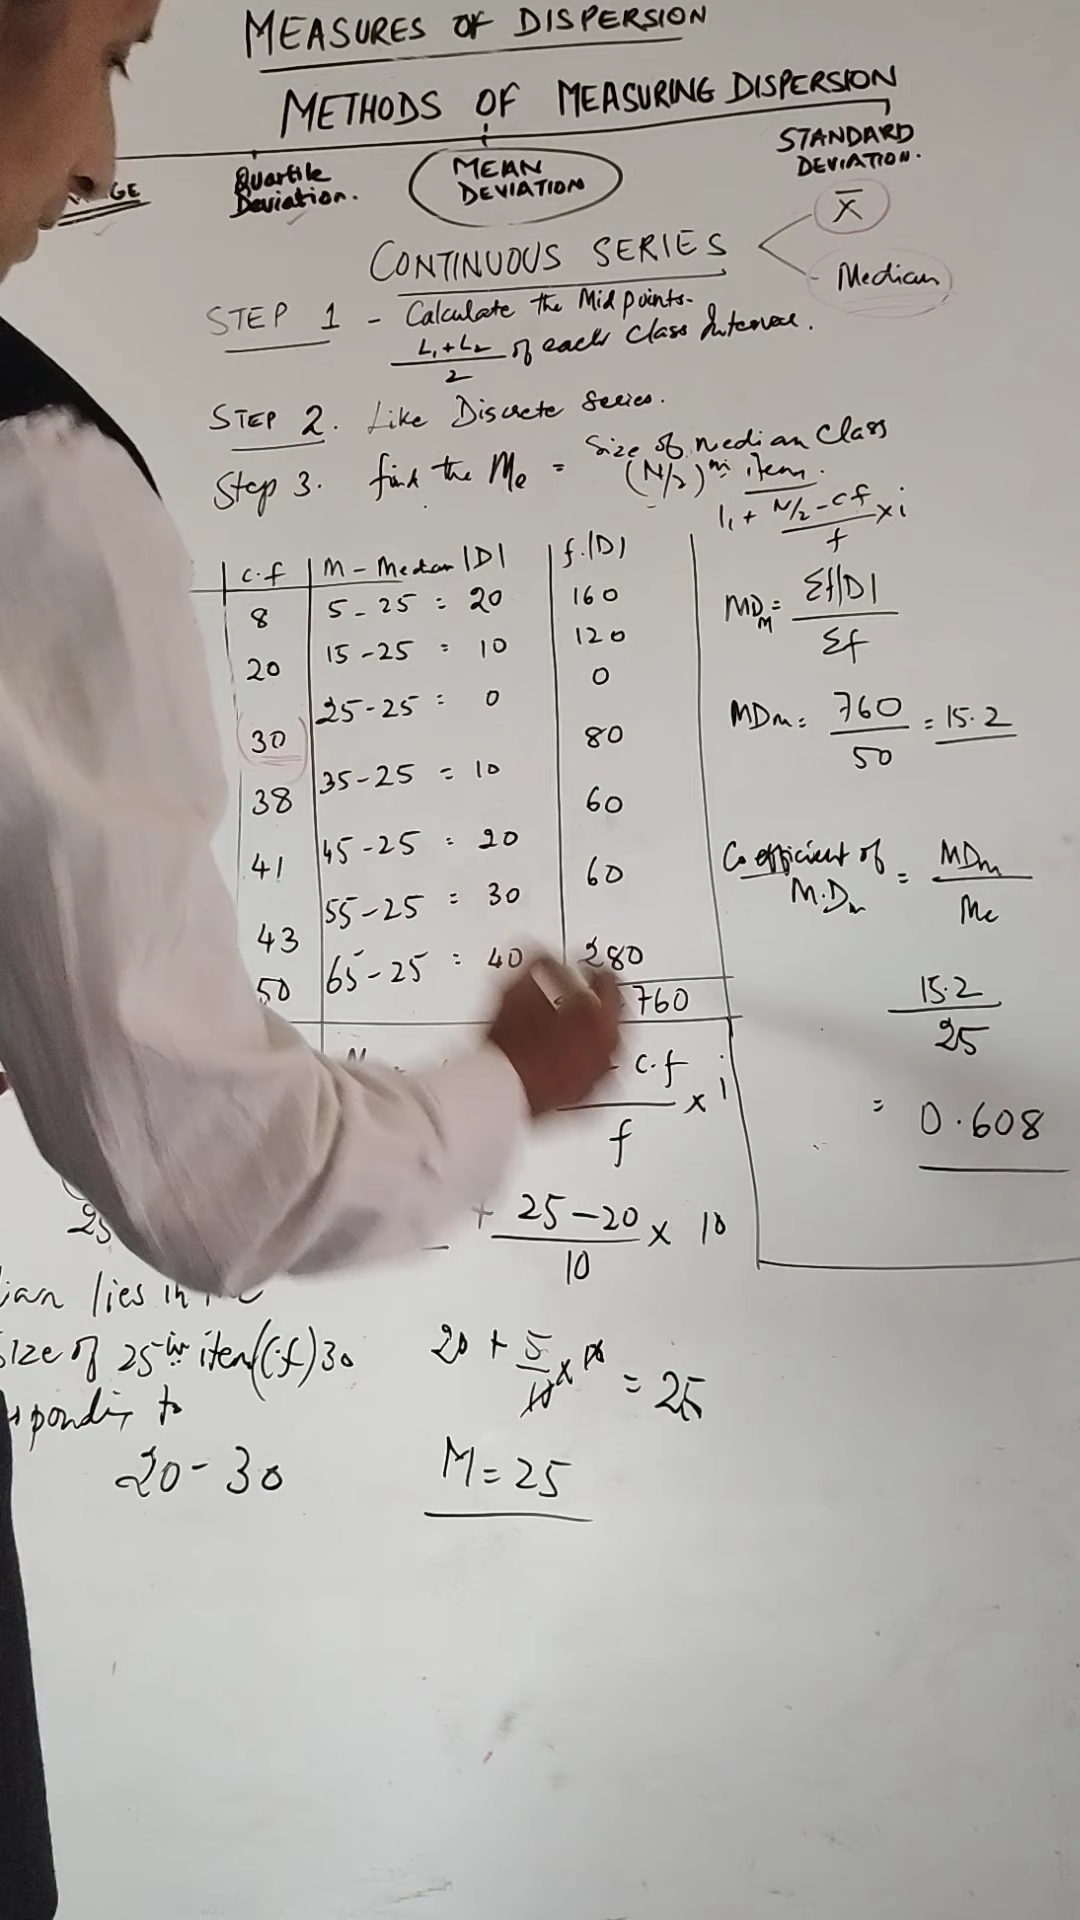 MEASURES OF DISPERSION
METHODS OF MEASURING DISPERSION
GE
Quartile Deviation.
MEAN DEVIATION
STANDARD DEVIATION.
CONTINUOUS SERIES
X̄
Median
STEP 1 - Calculate the Midpoints-
L₁+L₂/2 of each class Interval.
STEP 2. Like Discrete Series.
Step 3. find the Me = Size of median Class
(N/2)th item.
l₁ + N/2 - cf/f × i
c.f | M - Median |D| | f.|D|
8 | 5 - 25 = 20 | 160
20 | 15 - 25 = 10 | 120
30 | 25 - 25 = 0 | 0
38 | 35 - 25 = 10 | 80
41 | 45 - 25 = 20 | 60
43 | 55 - 25 = 30 | 60
50 | 65 - 25 = 40 | 280
760
MDM = Σf|D|/Σf
MDm = 760/50 = 15.2
Coefficient of M.Dm = MDm/Me
15.2/25
= 0.608
- c.f/f × i
25
+ 25 - 20/10 × 10
ian lies in
size of 25th item (c.f) 30
sponding to
20 - 30
20 + 5/10 × 10 = 25
M = 25